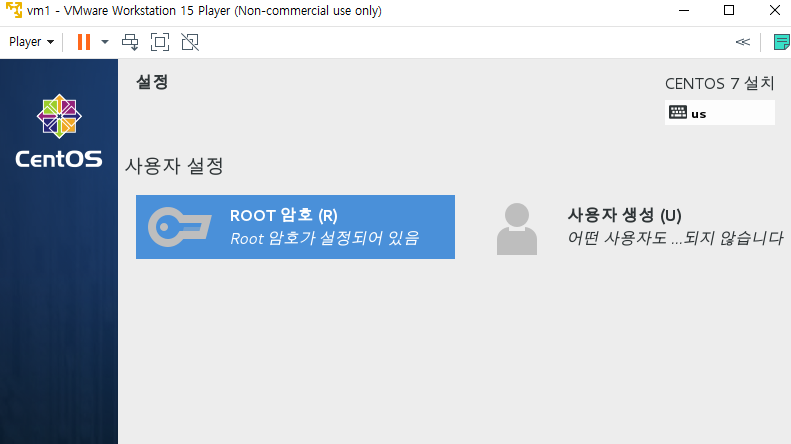 vm1 - VMware Workstation 15 Player (Non-commercial use only)
Player
설정
CENTOS 7 설치
us
CentOS
사용자 설정
ROOT 암호 (R)
Root 암호가 설정되어 있음
사용자 생성 (U)
어떤 사용자도 ...되지 않습니다